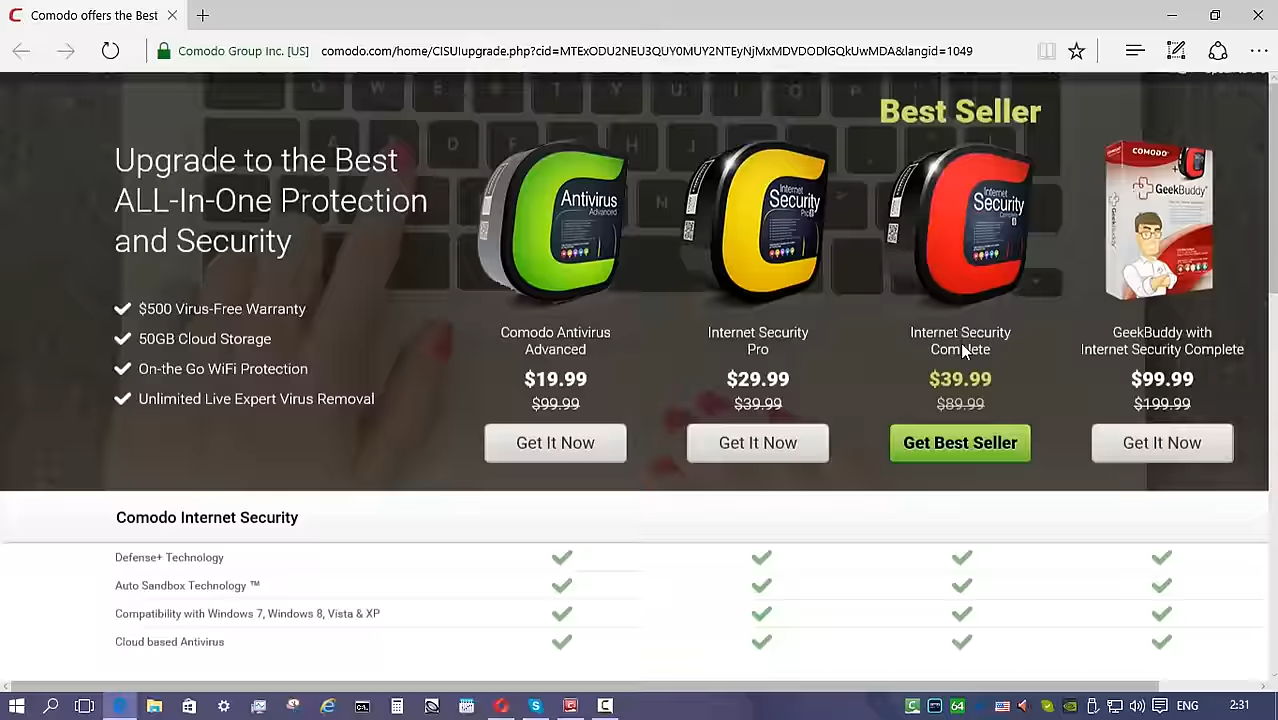 Comodo offers the Best
Comodo Group Inc. [US]
comodo.com/home/CISUIupgrade.php?cid=MTExODU2NEU3QUY0MUY2NTEyNjMxMDVDODlGQkUwMDA&langid=1049
Best Seller
Upgrade to the Best
ALL-In-One Protection
and Security
$500 Virus-Free Warranty
50GB Cloud Storage
On-the Go WiFi Protection
Unlimited Live Expert Virus Removal
Antivirus
Advanced
Internet
Security
Internet
Security
COMODO
GeekBuddy
Comodo Antivirus
Advanced
$19.99
$99.99
Get It Now
Internet Security
Pro
$29.99
$39.99
Get It Now
Internet Security
Complete
$39.99
$89.99
Get Best Seller
GeekBuddy with
Internet Security Complete
$99.99
$199.99
Get It Now
Comodo Internet Security
Defense+ Technology
Auto Sandbox Technology ™
Compatibility with Windows 7, Windows 8, Vista & XP
Cloud based Antivirus
64
ENG
2:31